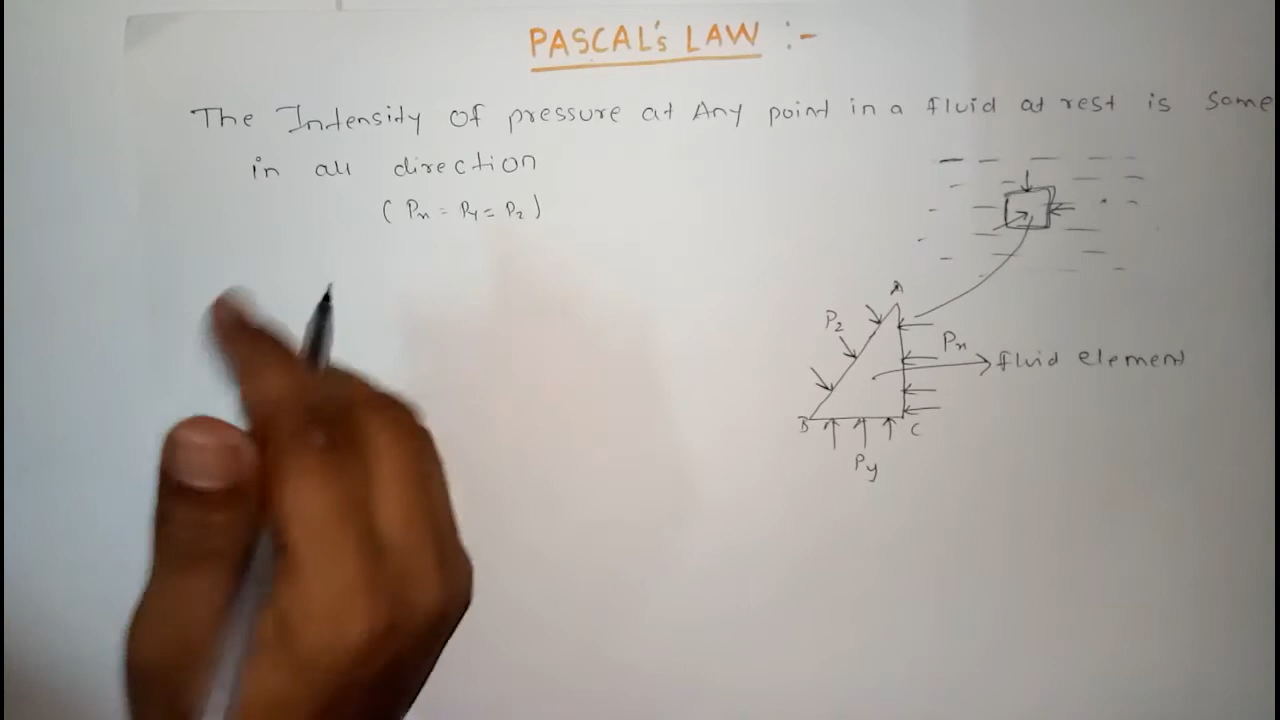 PASCAL's LAW :-
The Intensity of pressure at Any point in a fluid at rest is Same
in all direction
( Px = Py = Pz )
A
Pz
Px
fluid element
B
C
Py